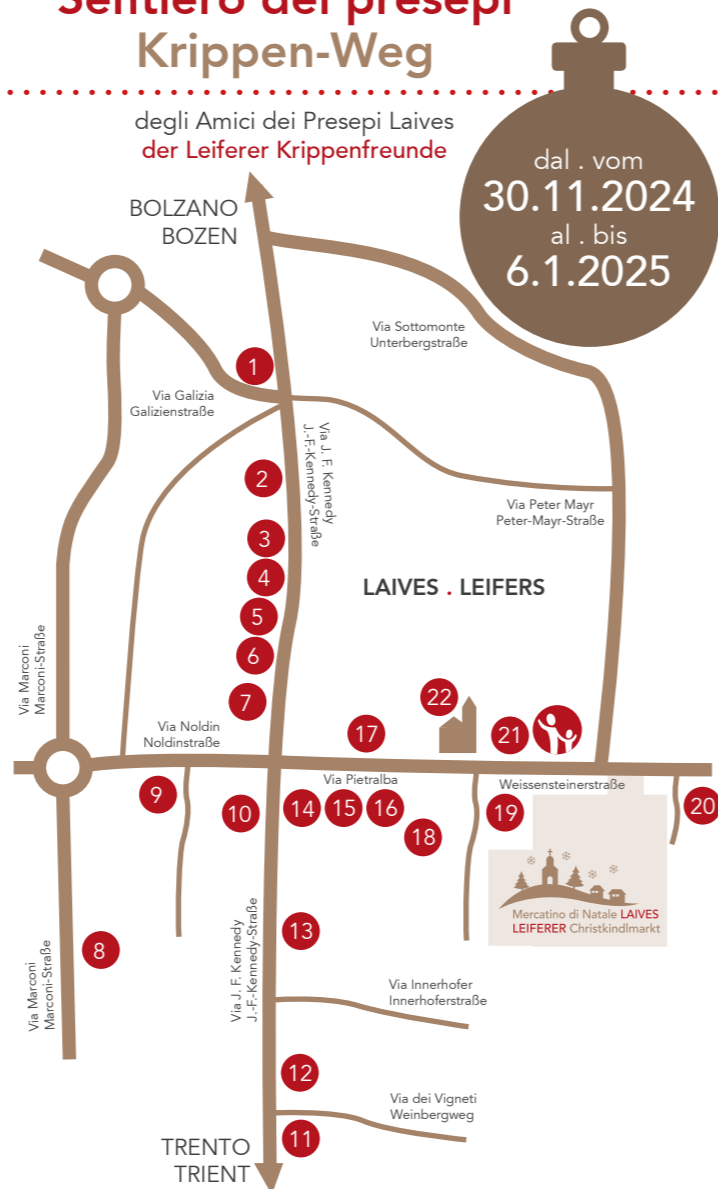 Sentiero dei presepi
Krippen-Weg
degli Amici dei Presepi Laives
der Leiferer Krippenfreunde
dal . vom
30.11.2024
al . bis
6.1.2025
BOLZANO
BOZEN
Via Sottomonte
Unterbergstraße
1
Via Galizia
Galizienstraße
Via J. F. Kennedy
J.-F.-Kennedy-Straße
2
Via Peter Mayr
Peter-Mayr-Straße
3
4
LAIVES . LEIFERS
5
6
Via Marconi
Marconi-Straße
7
22
Via Noldin
Noldinstraße
17
21
Via Pietralba
Weissensteinerstraße
9
10
14
15
16
18
19
20
Mercatino di Natale LAIVES
LEIFERER Christkindlmarkt
8
13
Via J. F. Kennedy
J.-F.-Kennedy-Straße
Via Marconi
Marconi-Straße
Via Innerhofer
Innerhoferstraße
12
Via dei Vigneti
Weinbergweg
11
TRENTO
TRIENT